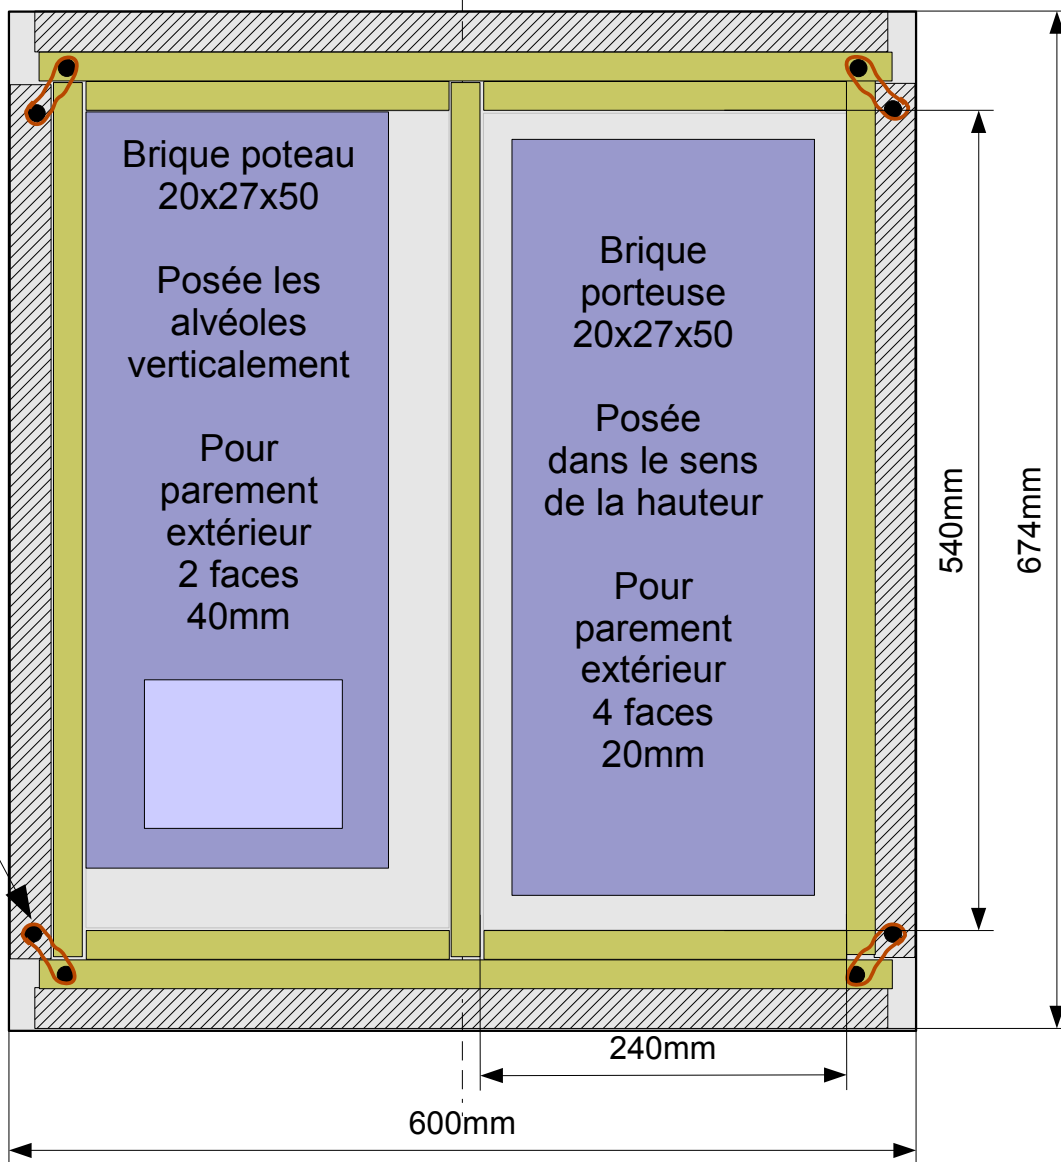 Brique poteau
20x27x50
Posée les
alvéoles
verticalement
Pour
parement
extérieur
2 faces
40mm
Brique
porteuse
20x27x50
Posée
dans le sens
de la hauteur
Pour
parement
extérieur
4 faces
20mm
540mm
674mm
240mm
600mm